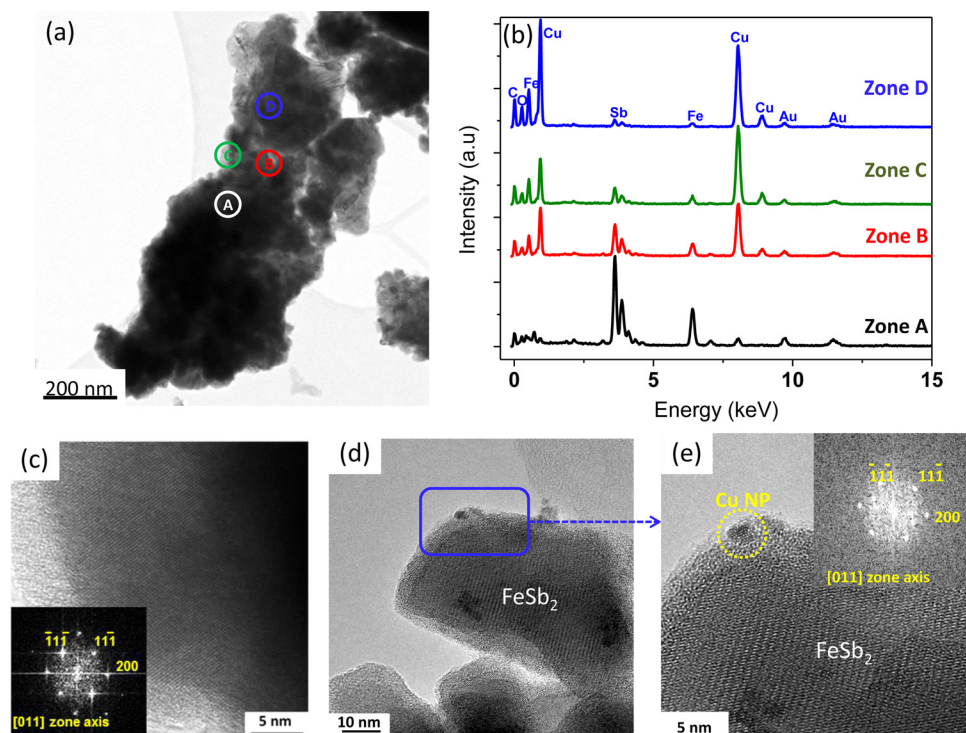 (a)
D
C
B
A
200 nm
(b)
Intensity (a.u)
C
O
Fe
Cu
Sb
Fe
Cu
Cu
Au
Au
Zone D
Zone C
Zone B
Zone A
0 5 10 15
Energy (keV)
(c)
1̅11̅ 111̅
200
[011] zone axis
5 nm
(d)
FeSb₂
10 nm
(e)
Cu NP
1̅11̅ 111̅
200
[011] zone axis
FeSb₂
5 nm